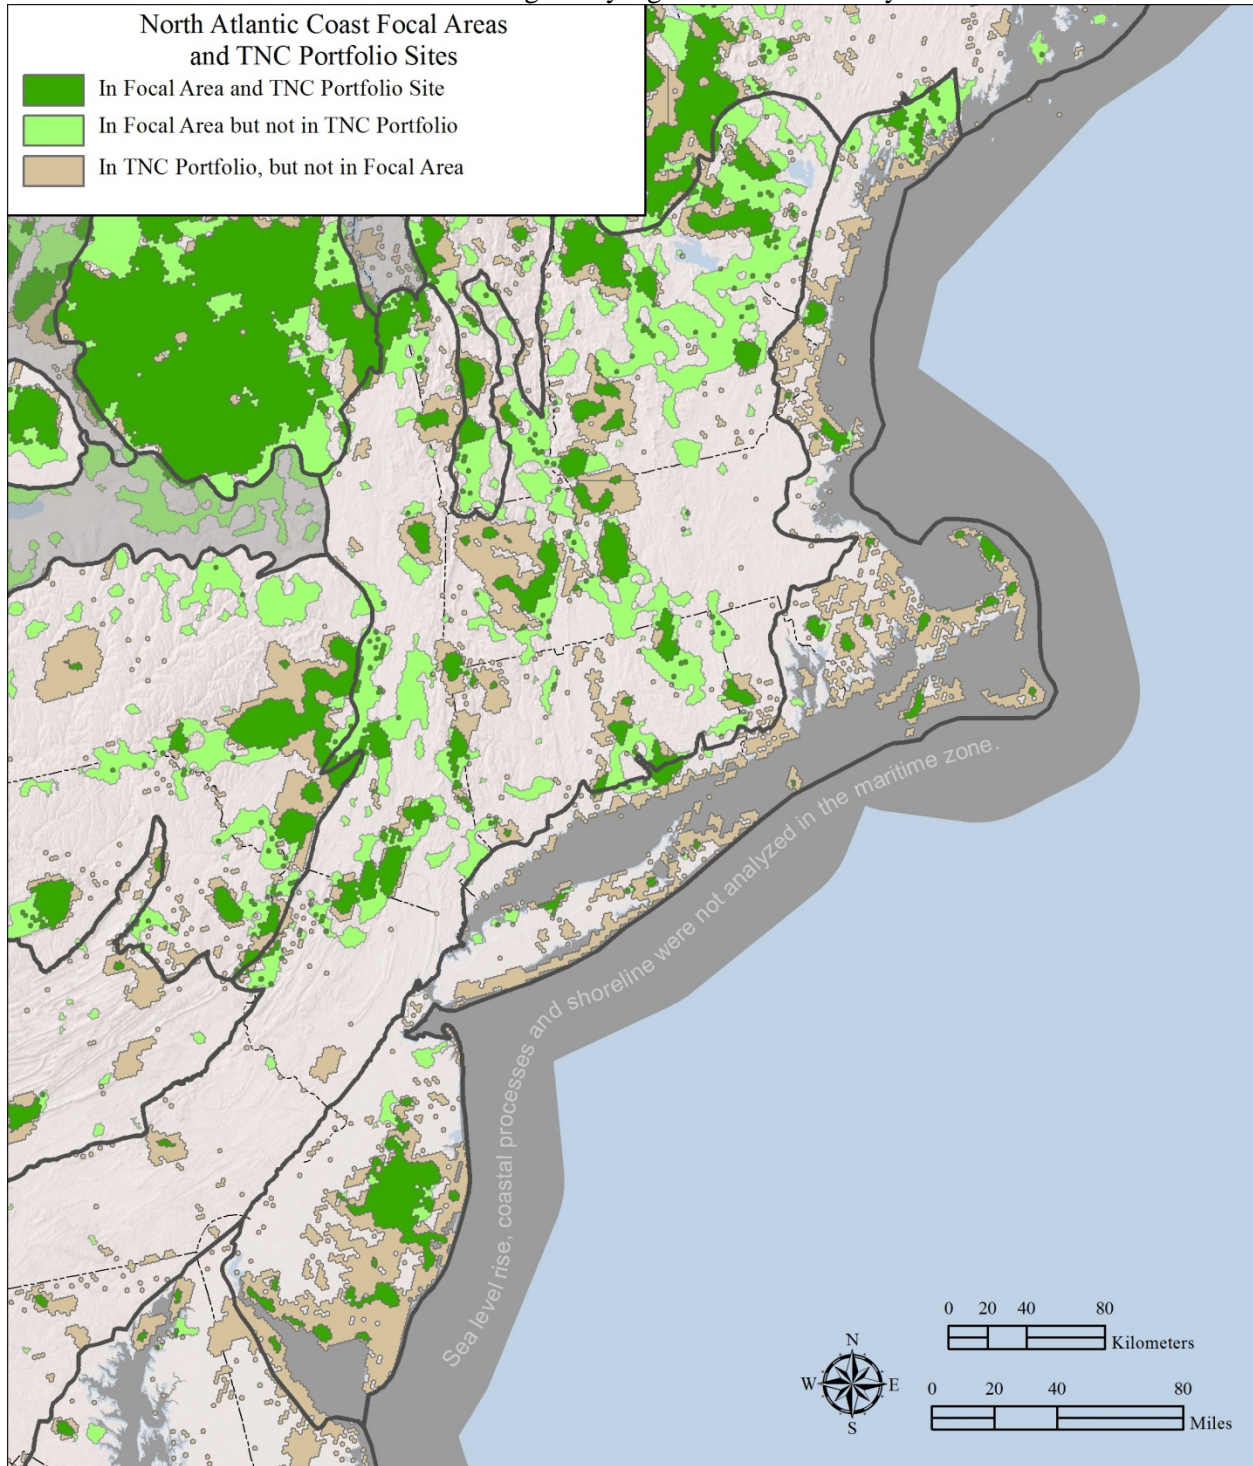 North Atlantic Coast Focal Areas
and TNC Portfolio Sites
In Focal Area and TNC Portfolio Site
In Focal Area but not in TNC Portfolio
In TNC Portfolio, but not in Focal Area
Sea level rise, coastal processes and shoreline were not analyzed in the maritime zone.
N
W E
S
0 20 40 80
Kilometers
0 20 40 80
Miles